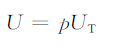 U = pU_T